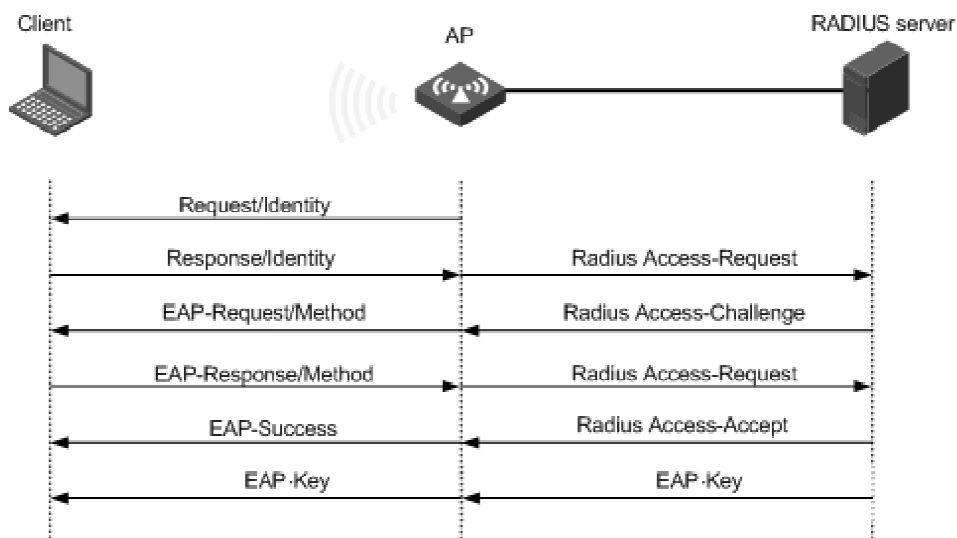 Client
AP
RADIUS server
Request/Identity
Response/Identity
Radius Access-Request
EAP-Request/Method
Radius Access-Challenge
EAP-Response/Method
Radius Access-Request
EAP-Success
Radius Access-Accept
EAP-Key
EAP-Key